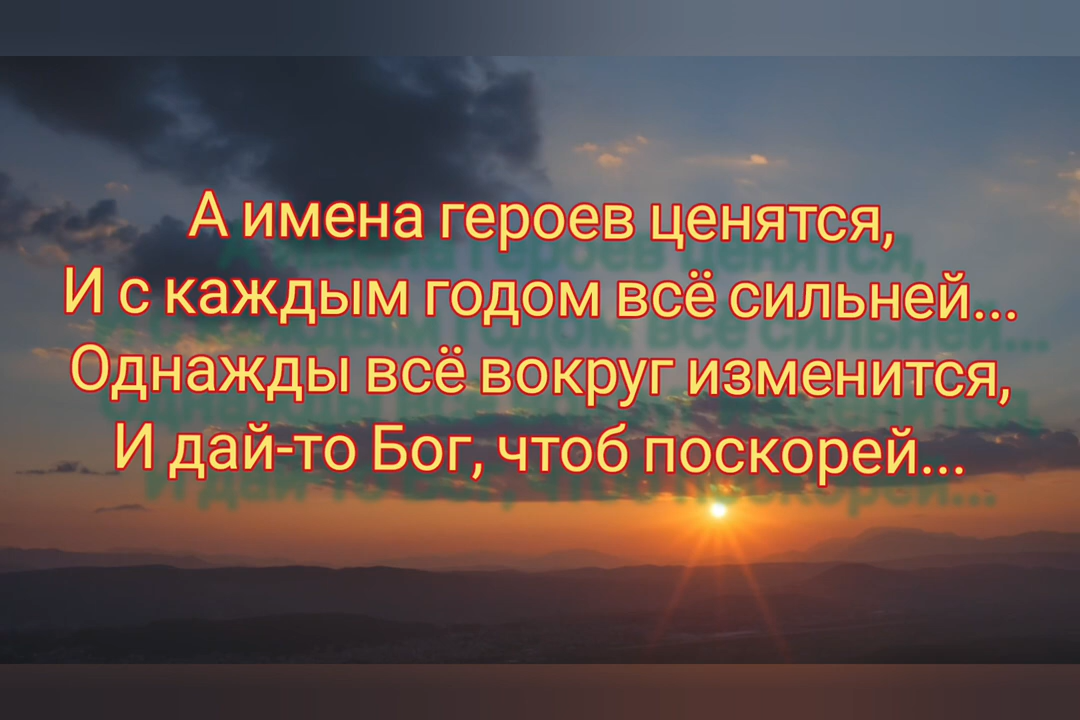 А имена героев ценятся,
И с каждым годом всё сильней...
Однажды всё вокруг изменится,
И дай-то Бог, чтоб поскорей...